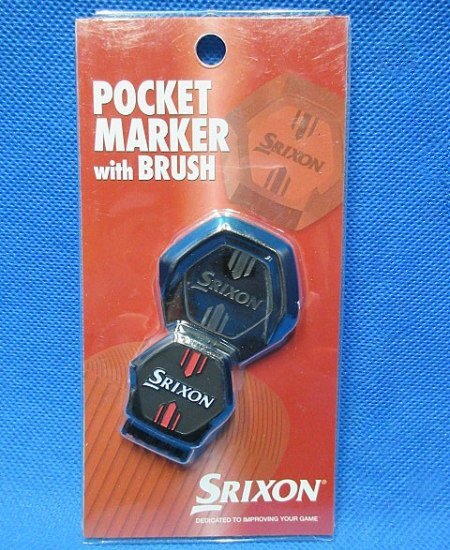 POCKET
MARKER
with BRUSH
SRIXON
SRIXON
SRIXON
SRIXON®
DEDICATED TO IMPROVING YOUR GAME